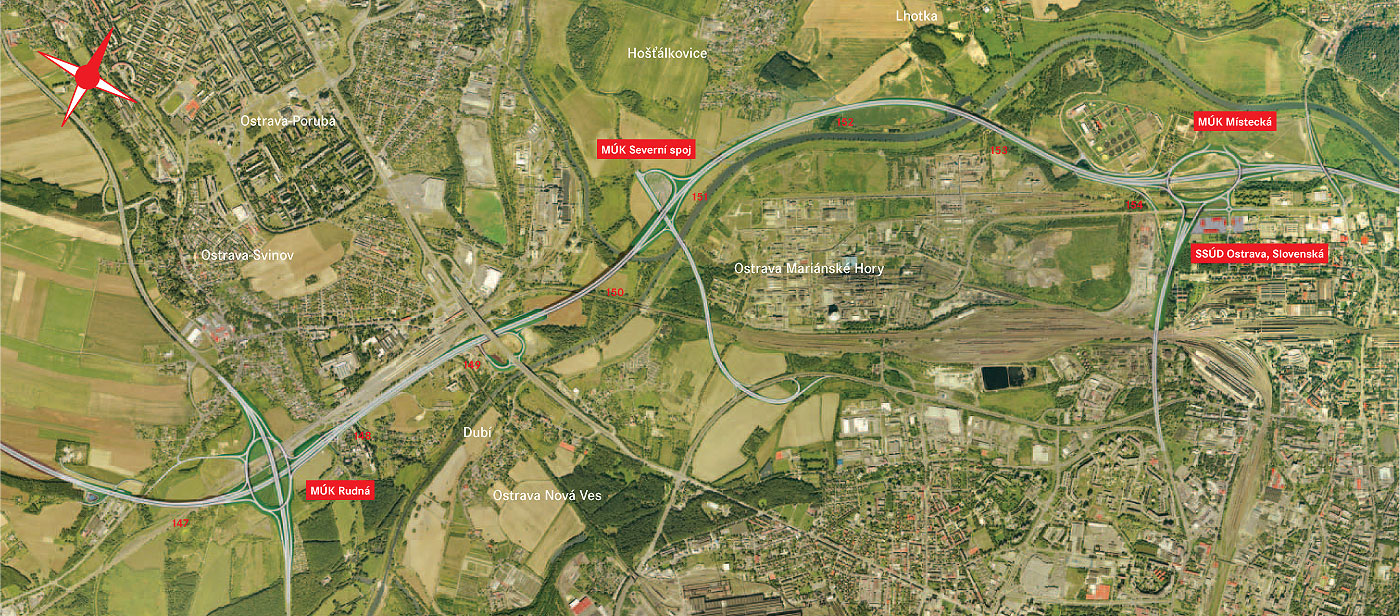 Lhotka
Hošťálkovice
Ostrava-Poruba
152
MÚK Místecká
MÚK Severní spoj
153
151
154
Ostrava-Svinov
SSÚD Ostrava, Slovenská
Ostrava Mariánské Hory
150
149
Dubí
148
MÚK Rudná
Ostrava Nová Ves
147